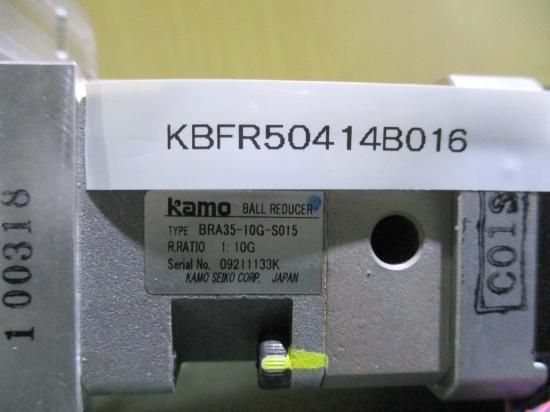 KBFR50414B016
Kamo BALL REDUCER
TYPE BRA35-10G-S015
R.RATIO 1:10G
Serial No. 09211133K
KAMO SEIKO CORP, JAPAN
100318
C01S